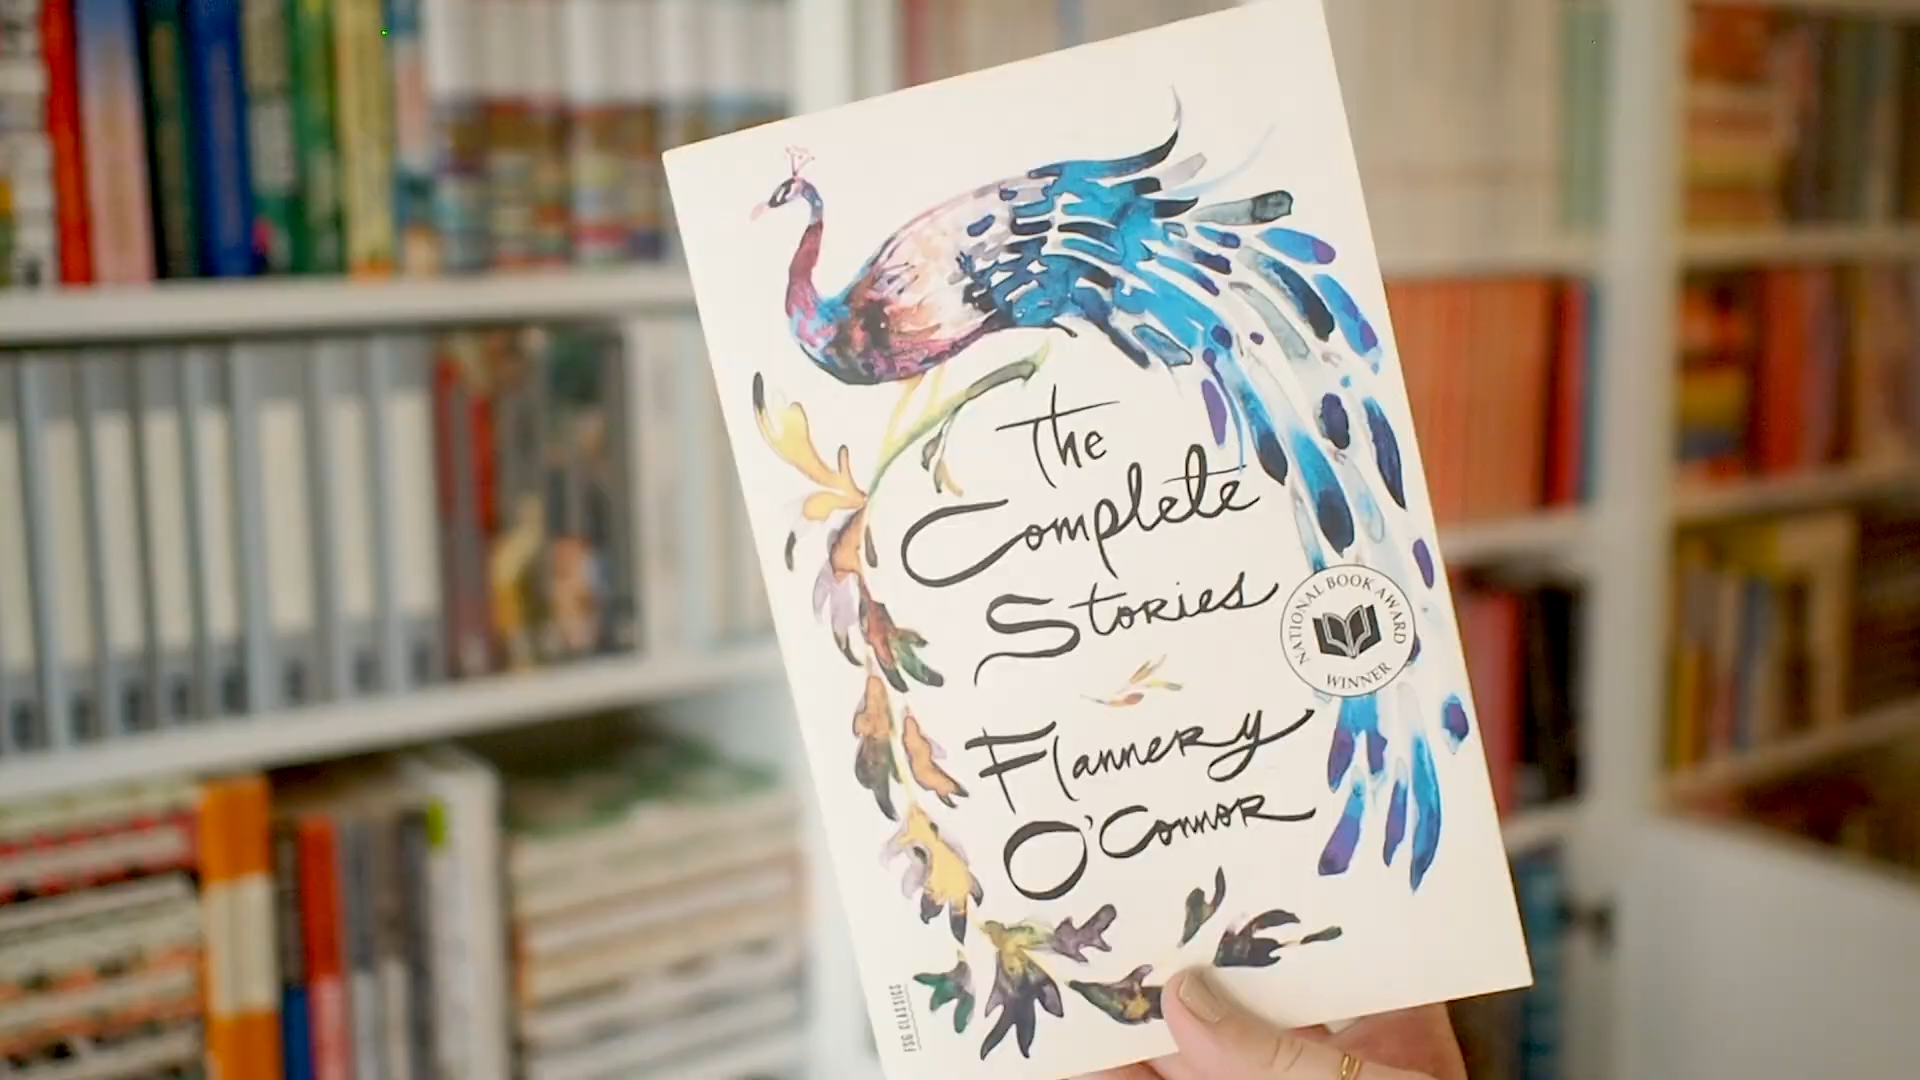 The
Complete
Stories
NATIONAL BOOK AWARD
WINNER
Flannery
O'Connor
FSG CLASSICS